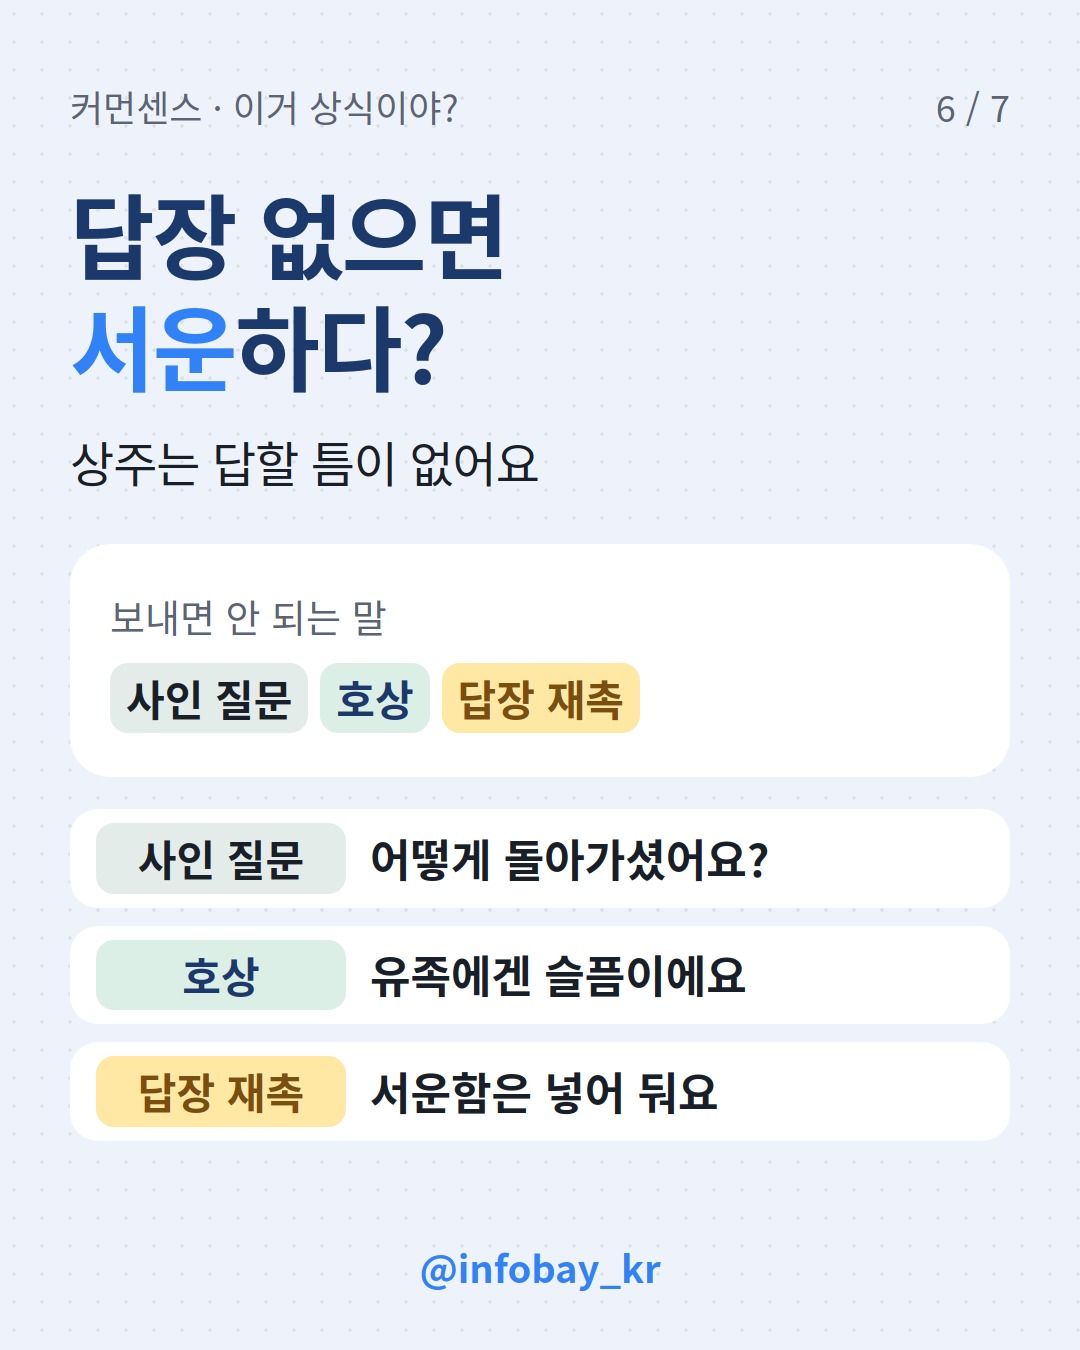 커먼센스 · 이거 상식이야?
6 / 7
답장 없으면
서운하다?
상주는 답할 틈이 없어요
보내면 안 되는 말
사인 질문 호상 답장 재촉
사인 질문 어떻게 돌아가셨어요?
호상 유족에겐 슬픔이에요
답장 재촉 서운함은 넣어 둬요
@infobay_kr